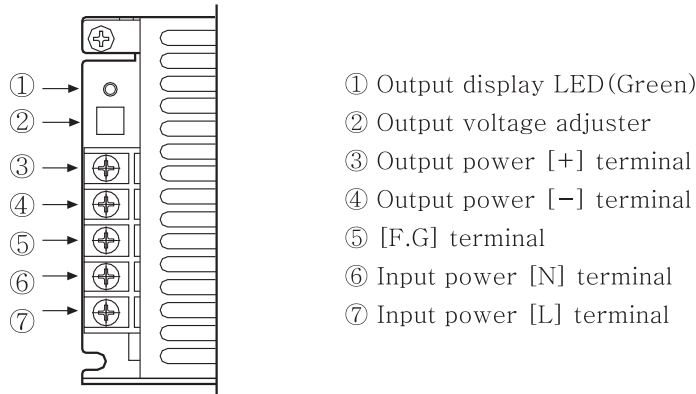 ①
②
③
④
⑤
⑥
⑦
① Output display LED(Green)
② Output voltage adjuster
③ Output power [+] terminal
④ Output power [−] terminal
⑤ [F.G] terminal
⑥ Input power [N] terminal
⑦ Input power [L] terminal